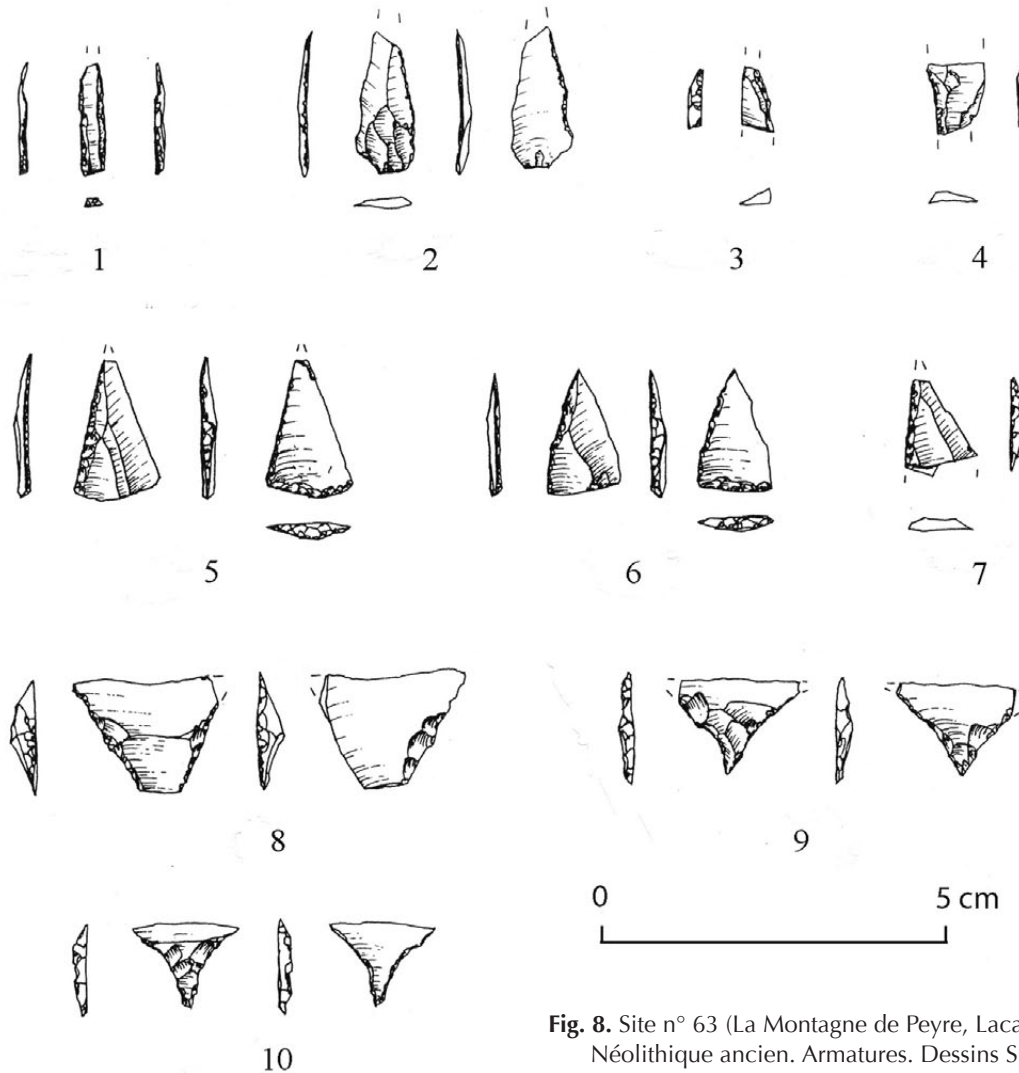 1 2 3 4
5 6 7
8 9
0 5 cm
10
Fig. 8. Site n° 63 (La Montagne de Peyre,
Néolithique ancien. Armatures. Dessins